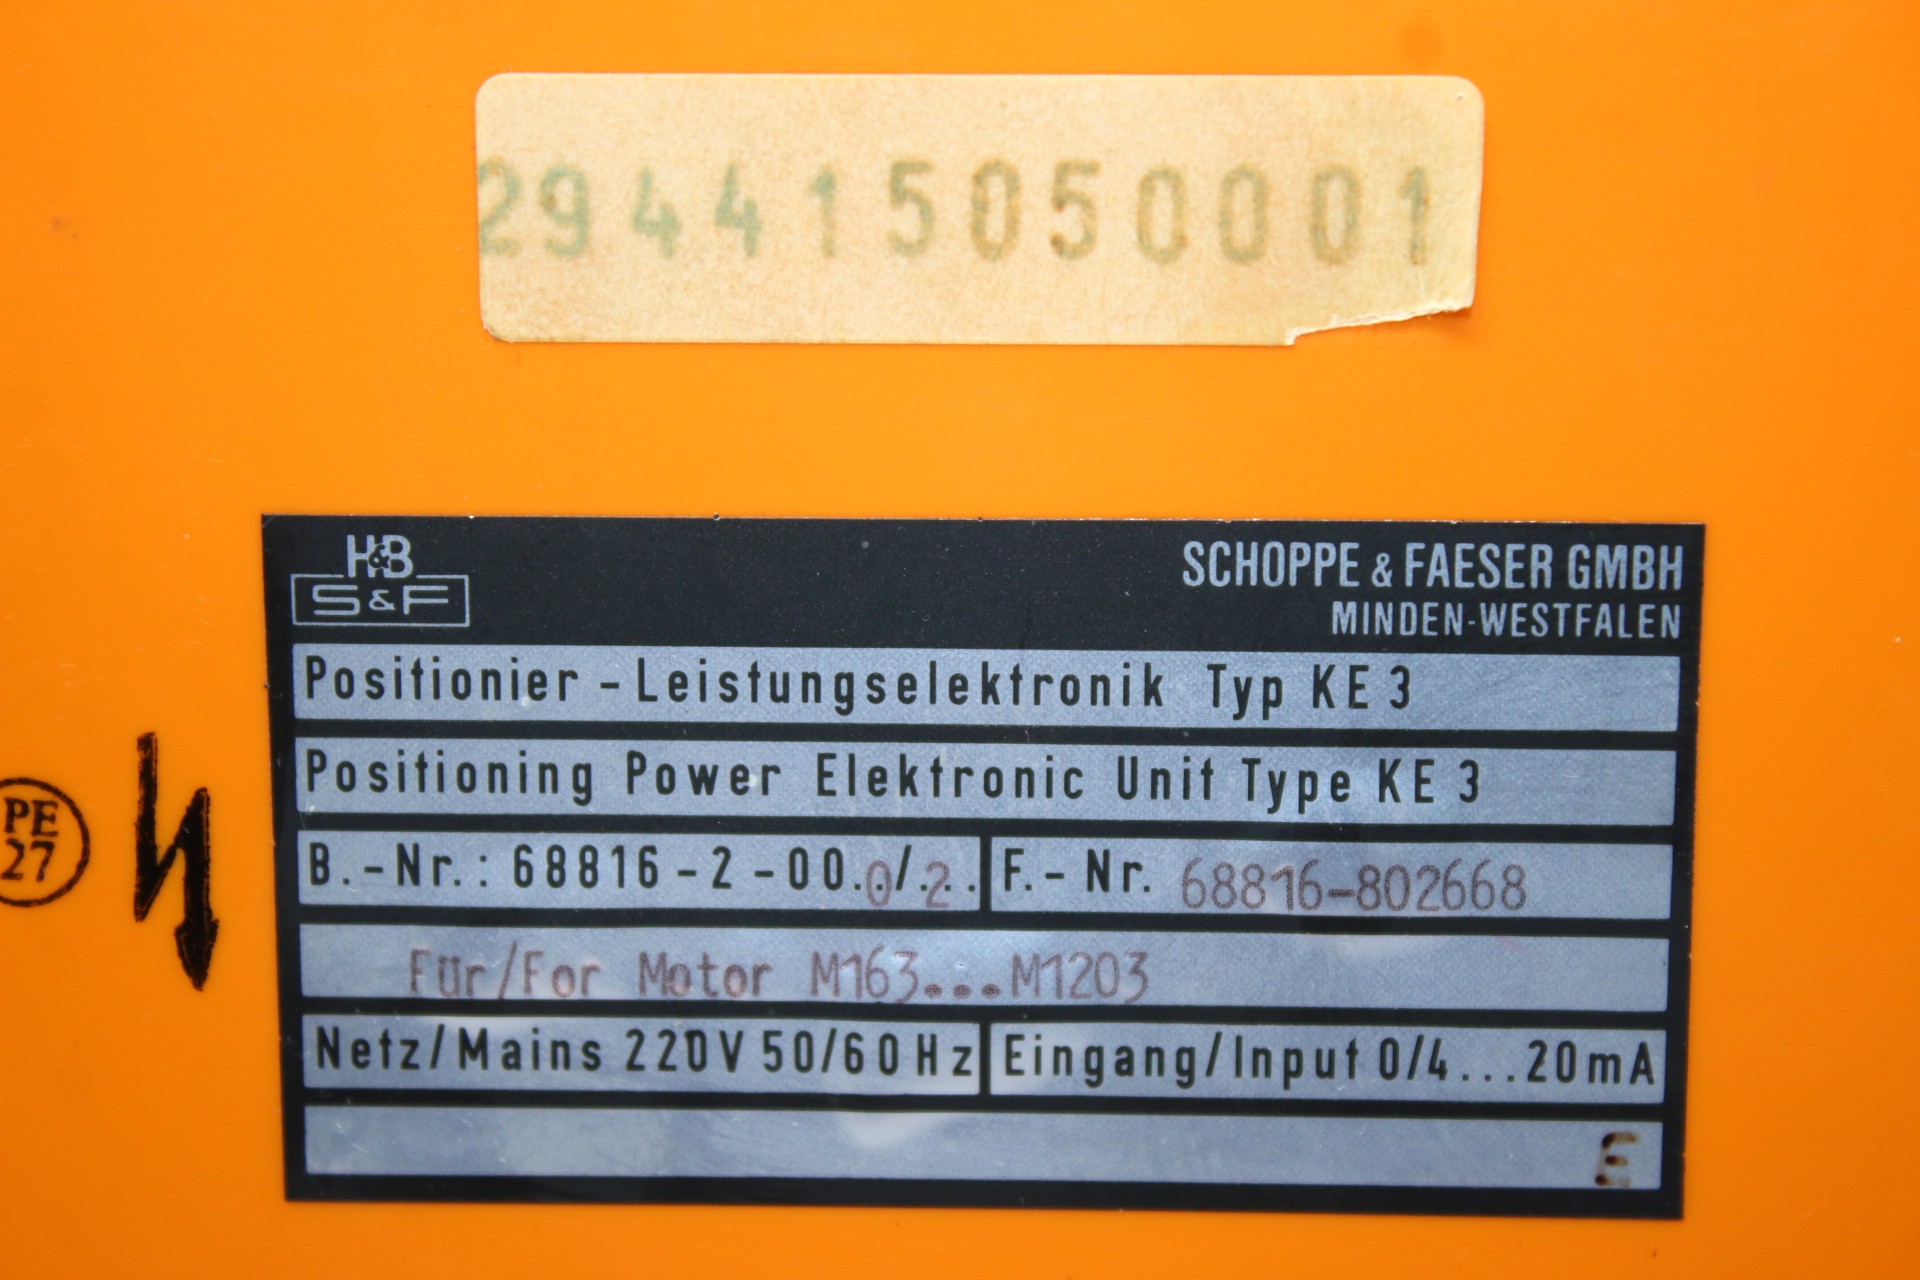 294415050001
H&B
S&F
SCHOPPE & FAESER GMBH
MINDEN-WESTFALEN
Positionier - Leistungselektronik Typ KE 3
Positioning Power Elektronic Unit Type KE 3
B.-Nr.: 68816-2-00.0./.2.. F.- Nr. 68816-802668
Für/For Motor M163...M1203
Netz/Mains 220V 50/60Hz Eingang/Input 0/4...20mA
E
PE
27